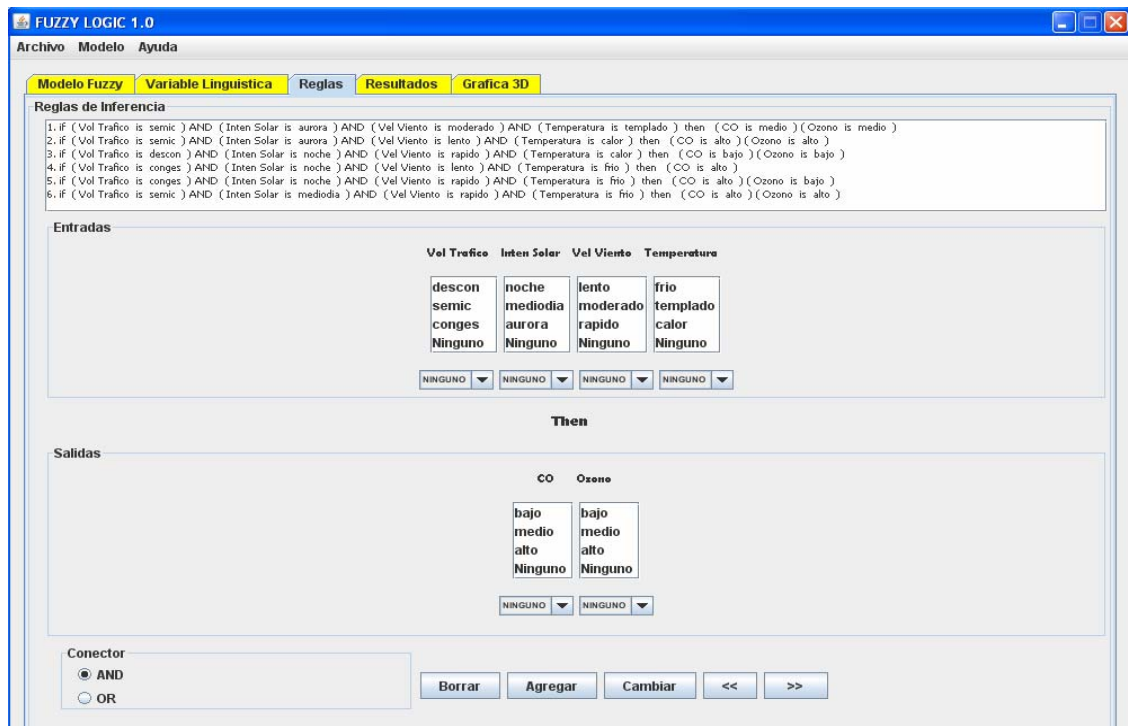 FUZZY LOGIC 1.0
Archivo Modelo Ayuda
Modelo Fuzzy Variable Linguistica Reglas Resultados Grafica 3D
Reglas de Inferencia
1. if ( Vol Trafico is semic ) AND ( Inten Solar is aurora ) AND ( Vel Viento is moderado ) AND ( Temperatura is templado ) then ( CO is medio ) ( Ozono is medio )
2. if ( Vol Trafico is semic ) AND ( Inten Solar is aurora ) AND ( Vel Viento is lento ) AND ( Temperatura is calor ) then ( CO is alto ) ( Ozono is alto )
3. if ( Vol Trafico is descon ) AND ( Inten Solar is noche ) AND ( Vel Viento is rapido ) AND ( Temperatura is calor ) then ( CO is bajo ) ( Ozono is bajo )
4. if ( Vol Trafico is conges ) AND ( Inten Solar is noche ) AND ( Vel Viento is lento ) AND ( Temperatura is frio ) then ( CO is alto )
5. if ( Vol Trafico is conges ) AND ( Inten Solar is noche ) AND ( Vel Viento is rapido ) AND ( Temperatura is frio ) then ( CO is alto ) ( Ozono is bajo )
6. if ( Vol Trafico is semic ) AND ( Inten Solar is mediodia ) AND ( Vel Viento is rapido ) AND ( Temperatura is frio ) then ( CO is alto ) ( Ozono is alto )
Entradas
Vol Trafico Inten Solar Vel Viento Temperatura
descon noche lento frio
semic mediodia moderado templado
conges aurora rapido calor
Ninguno Ninguno Ninguno Ninguno
NINGUNO NINGUNO NINGUNO NINGUNO
Then
Salidas
CO Ozono
bajo bajo
medio medio
alto alto
Ninguno Ninguno
NINGUNO NINGUNO
Conector
AND
OR
Borrar Agregar Cambiar << >>